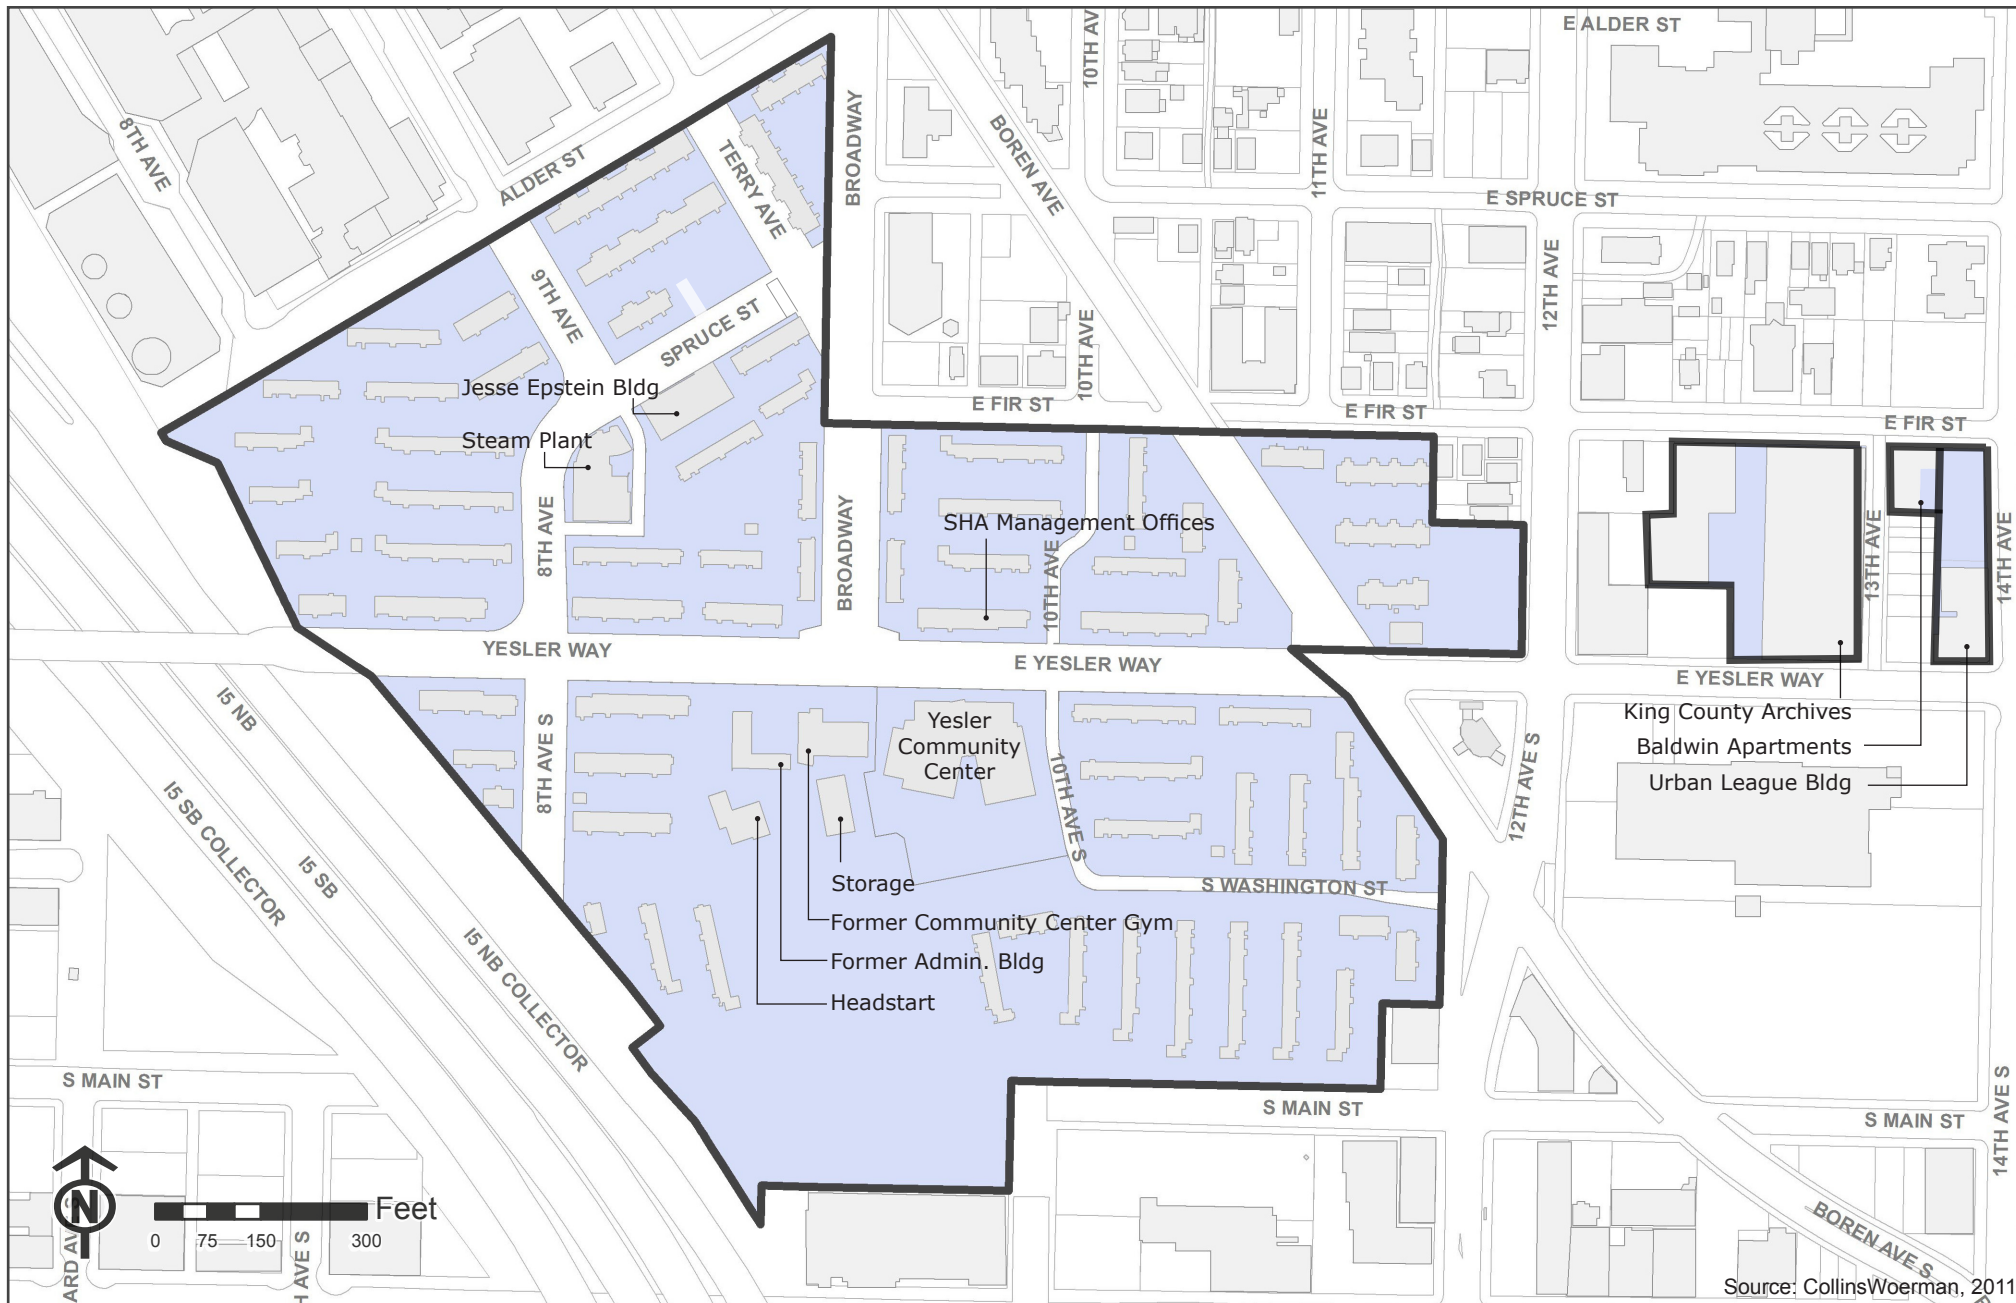 E ALDER ST
10TH AV
8TH AVE
BROADWAY
BOREN AVE
11TH AVE
TERRY AVE
ALDER ST
E SPRUCE ST
9TH AVE
12TH AVE
SPRUCE ST
10TH AVE
Jesse Epstein Bldg
E FIR ST
E FIR ST
E FIR ST
Steam Plant
8TH AVE
BROADWAY
SHA Management Offices
10TH AVE
13TH AVE
14TH AVE
YESLER WAY
E YESLER WAY
E YESLER WAY
I5 NB
8TH AVE S
Yesler
Community
Center
King County Archives
Baldwin Apartments
Urban League Bldg
12TH AVE S
10TH AVE S
I5 SB COLLECTOR
I5 SB
Storage
S WASHINGTON ST
Former Community Center Gym
I5 NB COLLECTOR
Former Admin. Bldg
Headstart
S MAIN ST
S MAIN ST
S MAIN ST
14TH AVE S
N
Feet
0 75 150 300
ARD AVE S
H AVE S
BOREN AVE S
Source: CollinsWoerman, 2011